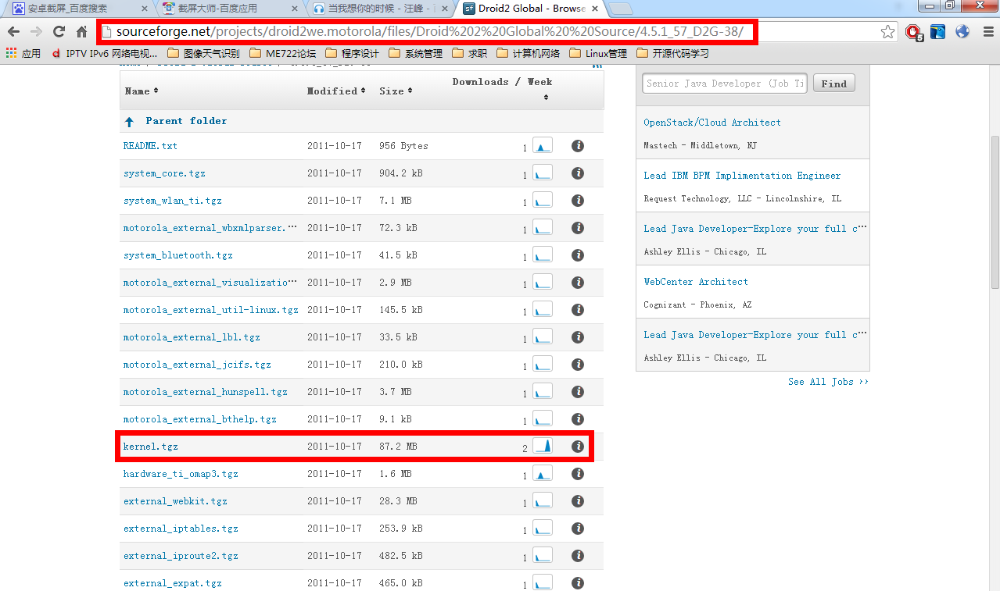 安卓截屏_百度搜索
截屏大师-百度应用
当我想你的时候 - 汪峰 -
Droid2 Global - Browse
sourceforge.net/projects/droid2we.motorola/files/Droid%202%20Global%20%20Source/4.5.1_57_D2G-38/
5
应用 IPTV IPv6 网络电视... 图像天气识别 ME722论坛 程序设计 系统管理 求职 计算机网络 Linux管理 开源代码学习
Name Modified Size Downloads / Week
Parent folder
README.txt 2011-10-17 956 Bytes 1
system_core.tgz 2011-10-17 904.2 kB 1
system_wlan_ti.tgz 2011-10-17 7.1 MB 1
motorola_external_wbxmlparser.… 2011-10-17 72.3 kB 1
system_bluetooth.tgz 2011-10-17 41.5 kB 1
motorola_external_visualizatio… 2011-10-17 2.9 MB 1
motorola_external_util-linux.tgz 2011-10-17 145.5 kB 1
motorola_external_lbl.tgz 2011-10-17 33.5 kB 1
motorola_external_jcifs.tgz 2011-10-17 210.0 kB 1
motorola_external_hunspell.tgz 2011-10-17 3.7 MB 1
motorola_external_bthelp.tgz 2011-10-17 9.1 kB 1
kernel.tgz 2011-10-17 87.2 MB 2
hardware_ti_omap3.tgz 2011-10-17 1.6 MB 1
external_webkit.tgz 2011-10-17 28.3 MB 1
external_iptables.tgz 2011-10-17 253.9 kB 1
external_iproute2.tgz 2011-10-17 482.5 kB 1
external_expat.tgz 2011-10-17 465.0 kB 1
Senior Java Developer (Job Ti Find
OpenStack/Cloud Architect
Mastech - Middletown, NJ
Lead IBM BPM Implimentation Engineer
Request Technology, LLC - Lincolnshire, IL
Lead Java Developer-Explore your full c…
Ashley Ellis - Chicago, IL
WebCenter Architect
Cognizant - Phoenix, AZ
Lead Java Developer-Explore your full c…
Ashley Ellis - Chicago, IL
See All Jobs >>